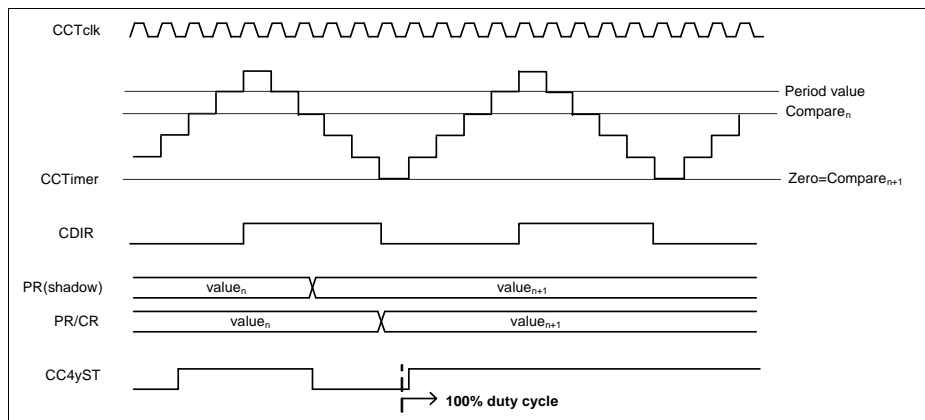 CCTclk
Period value
Compareₙ
CCTimer
Zero=Compareₙ₊₁
CDIR
PR(shadow)
valueₙ
valueₙ₊₁
PR/CR
valueₙ
valueₙ₊₁
CC4yST
100% duty cycle